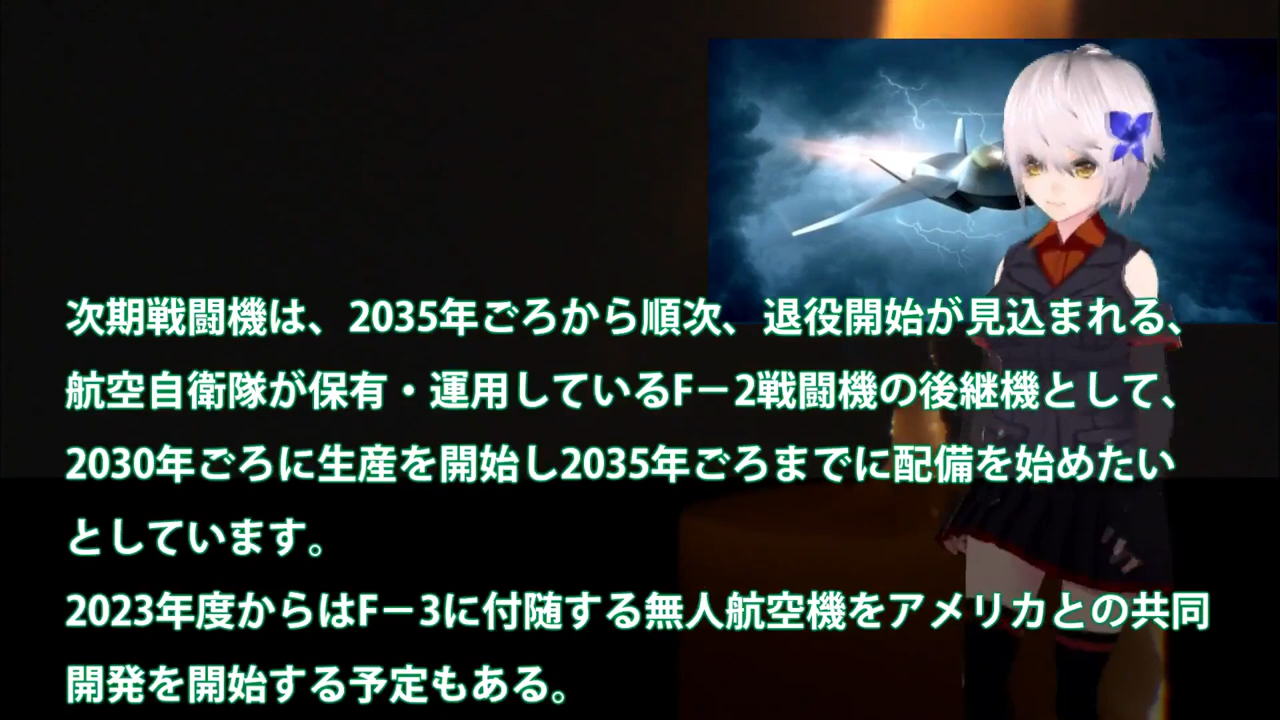 次期戦闘機は、2035年ごろから順次、退役開始が見込まれる、
航空自衛隊が保有・運用しているF－2戦闘機の後継機として、
2030年ごろに生産を開始し2035年ごろまでに配備を始めたい
としています。
2023年度からはF－3に付随する無人航空機をアメリカとの共同
開発を開始する予定もある。